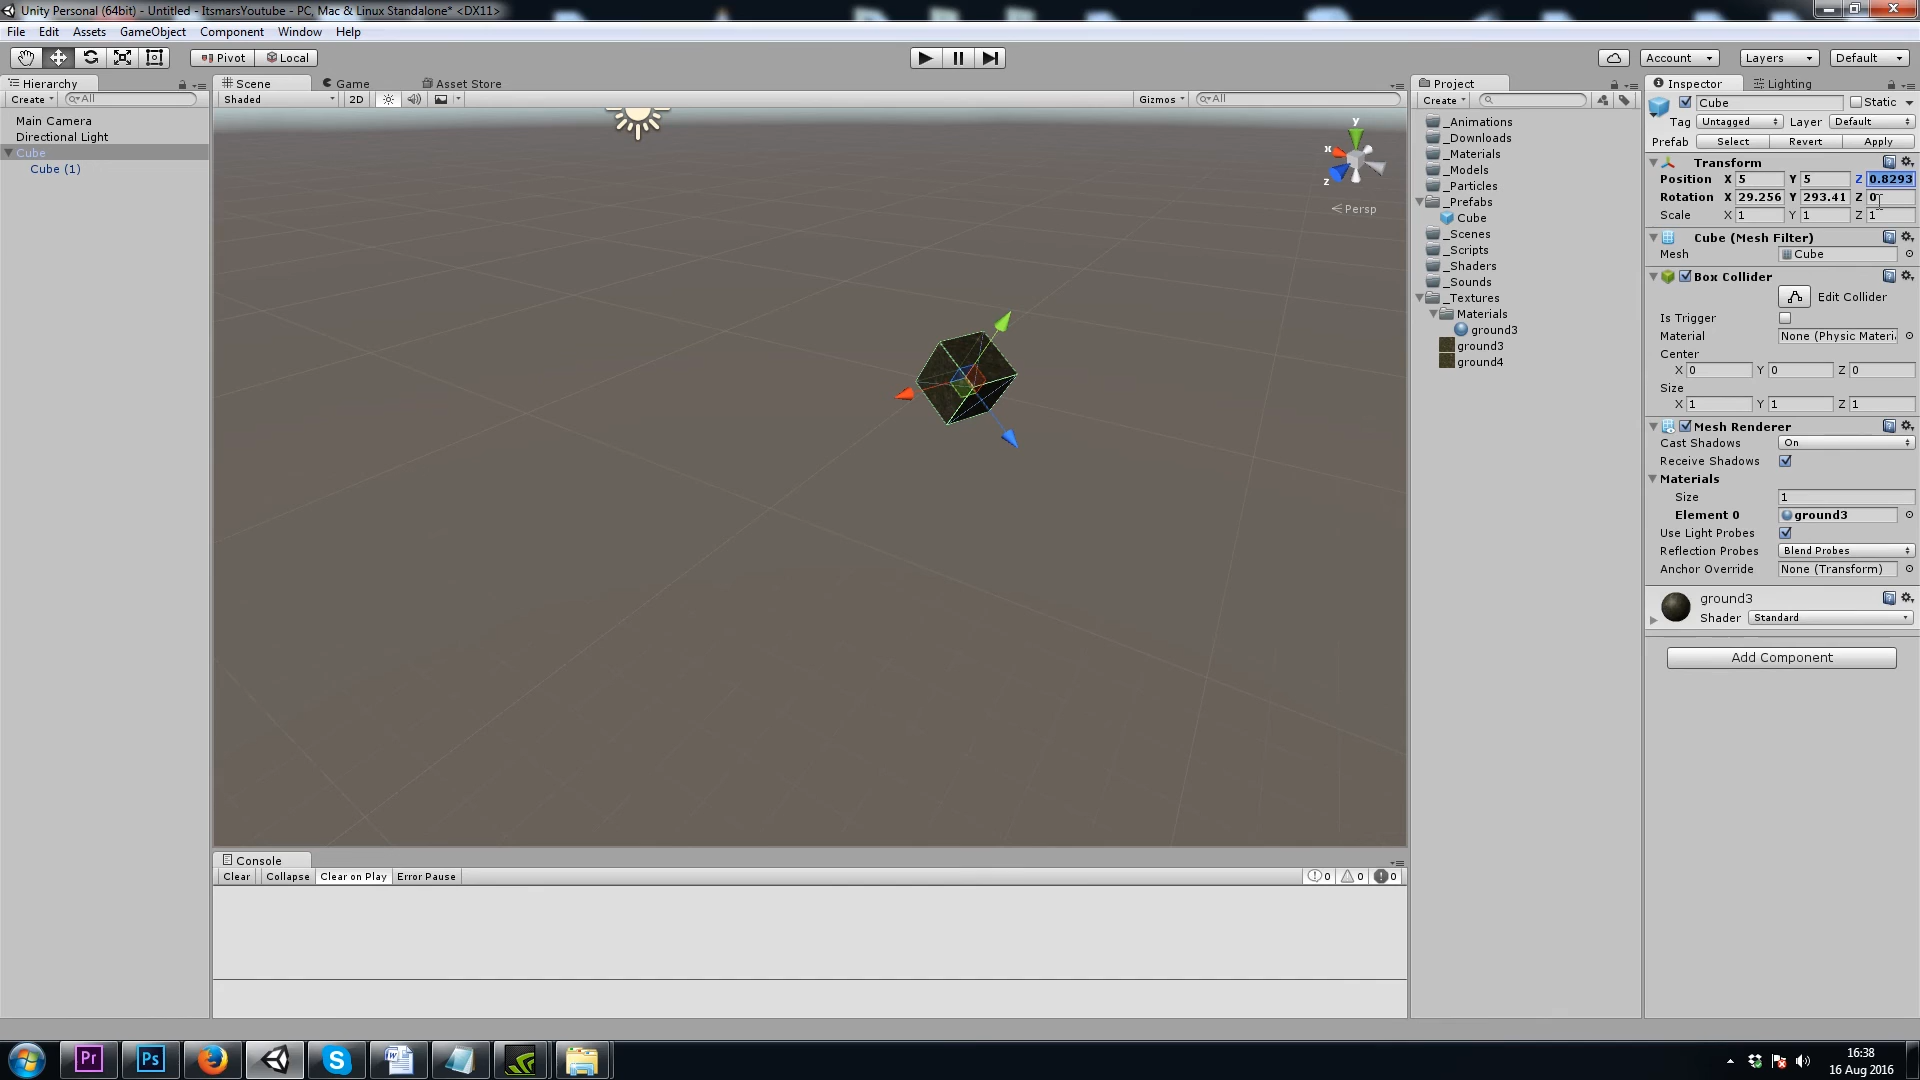 Unity Personal (64bit) - Untitled - ItsmarsYoutube - PC, Mac & Linux Standalone* <DX11>
File Edit Assets GameObject Component Window Help
Pivot Local Account Layers Default
Hierarchy
Create All
Main Camera
Directional Light
Cube
Cube (1)
Scene Game Asset Store
Shaded 2D Gizmos All
y
x
z
Persp
Console
Clear Collapse Clear on Play Error Pause 0 0 0
Project
Create
_Animations
_Downloads
_Materials
_Models
_Particles
_Prefabs
Cube
_Scenes
_Scripts
_Shaders
_Sounds
_Textures
Materials
ground3
ground3
ground4
Inspector Lighting
Cube Static
Tag Untagged Layer Default
Prefab Select Revert Apply
Transform
Position X 5 Y 5 Z 0.8293
Rotation X 29.256 Y 293.41 Z 0
Scale X 1 Y 1 Z 1
Cube (Mesh Filter)
Mesh Cube
Box Collider
Edit Collider
Is Trigger
Material None (Physic Materi
Center
X 0 Y 0 Z 0
Size
X 1 Y 1 Z 1
Mesh Renderer
Cast Shadows On
Receive Shadows
Materials
Size 1
Element 0 ground3
Use Light Probes
Reflection Probes Blend Probes
Anchor Override None (Transform)
ground3
Shader Standard
Add Component
Pr Ps S W
16:38
16 Aug 2016